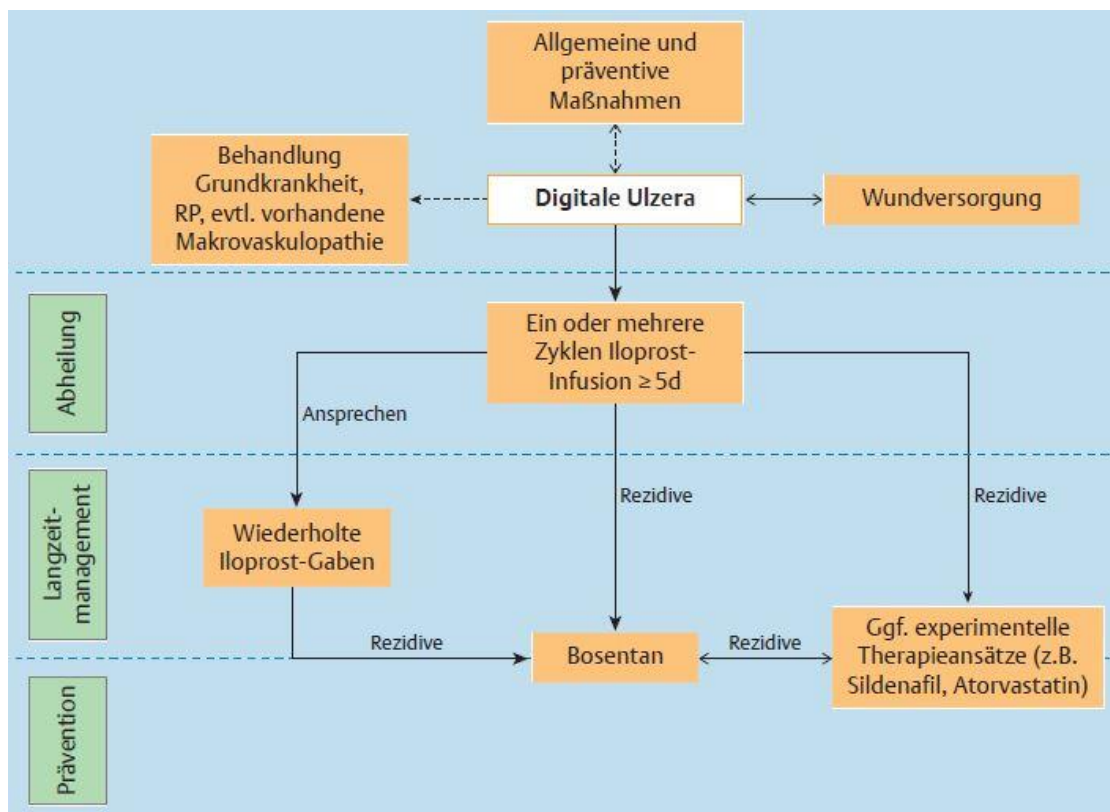 Allgemeine und
präventive
Maßnahmen
Behandlung
Grundkrankheit,
RP, evtl. vorhandene
Makrovaskulopathie
Digitale Ulzera
Wundversorgung
Abheilung
Ein oder mehrere
Zyklen Iloprost-
Infusion ≥ 5d
Ansprechen
Langzeit-
management
Rezidive
Rezidive
Wiederholte
Iloprost-Gaben
Rezidive
Bosentan
Rezidive
Ggf. experimentelle
Therapieansätze (z.B.
Sildenafil, Atorvastatin)
Prävention